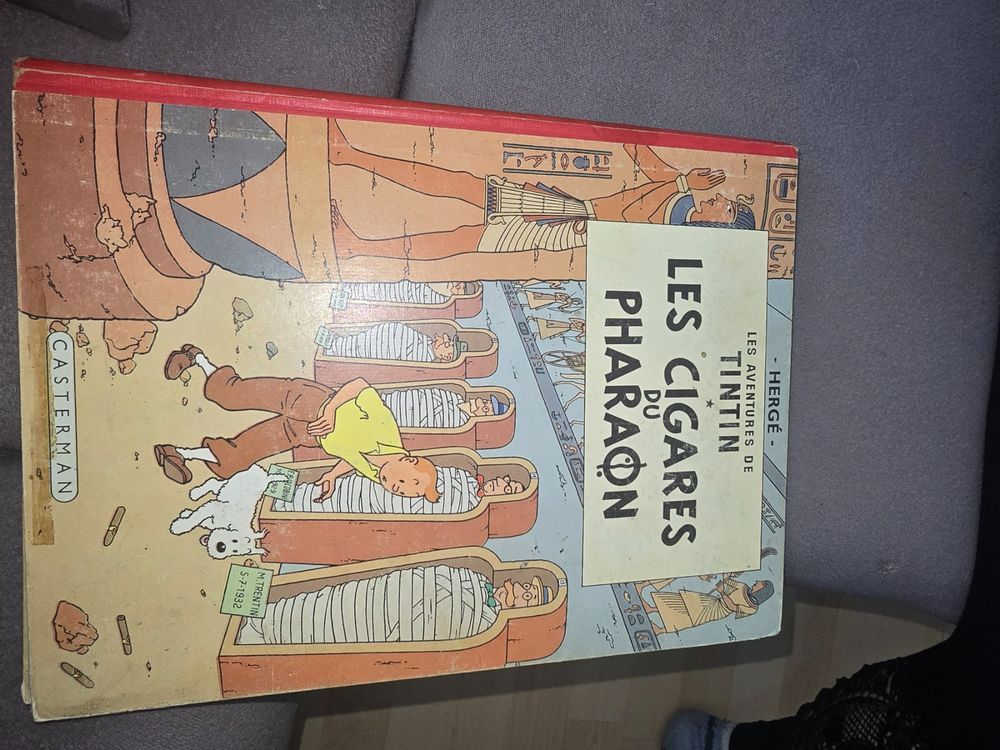 - HERGÉ -
LES AVENTURES DE
TINTIN
LES CIGARES
DU
PHARAON
M. TRENTIN
5-7-1932
CASTERMAN